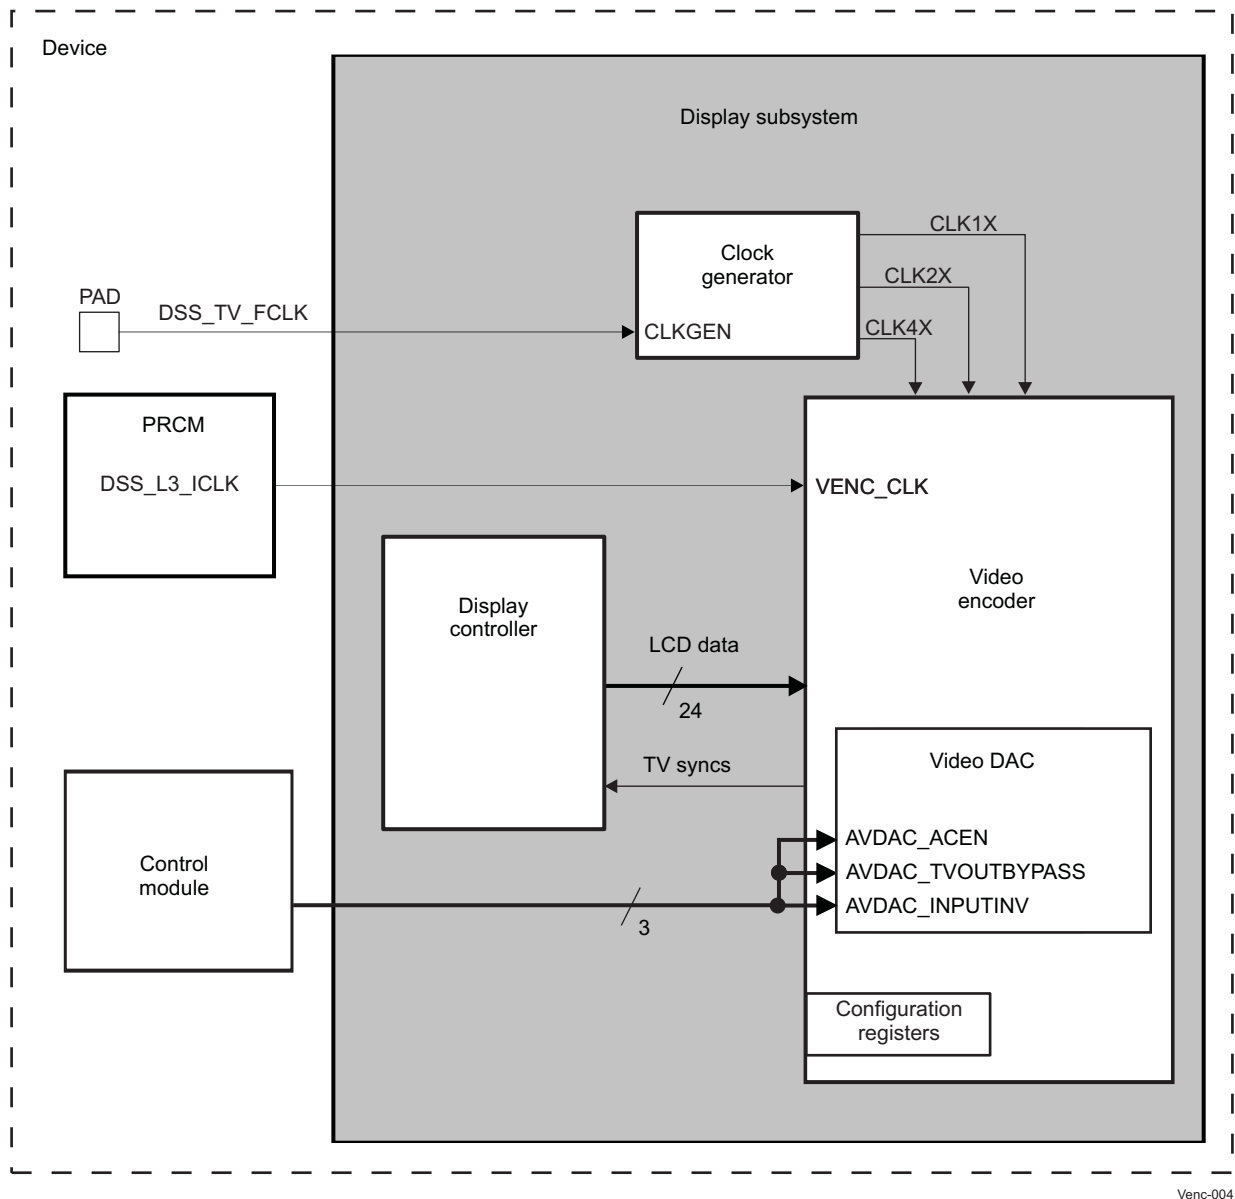 Device
Display subsystem
Clock
generator
CLKGEN
CLK1X
CLK2X
CLK4X
PAD
DSS_TV_FCLK
PRCM
DSS_L3_ICLK
VENC_CLK
Video
encoder
Display
controller
LCD data
24
TV syncs
Video DAC
AVDAC_ACEN
AVDAC_TVOUTBYPASS
AVDAC_INPUTINV
Control
module
3
Configuration
registers
Venc-004